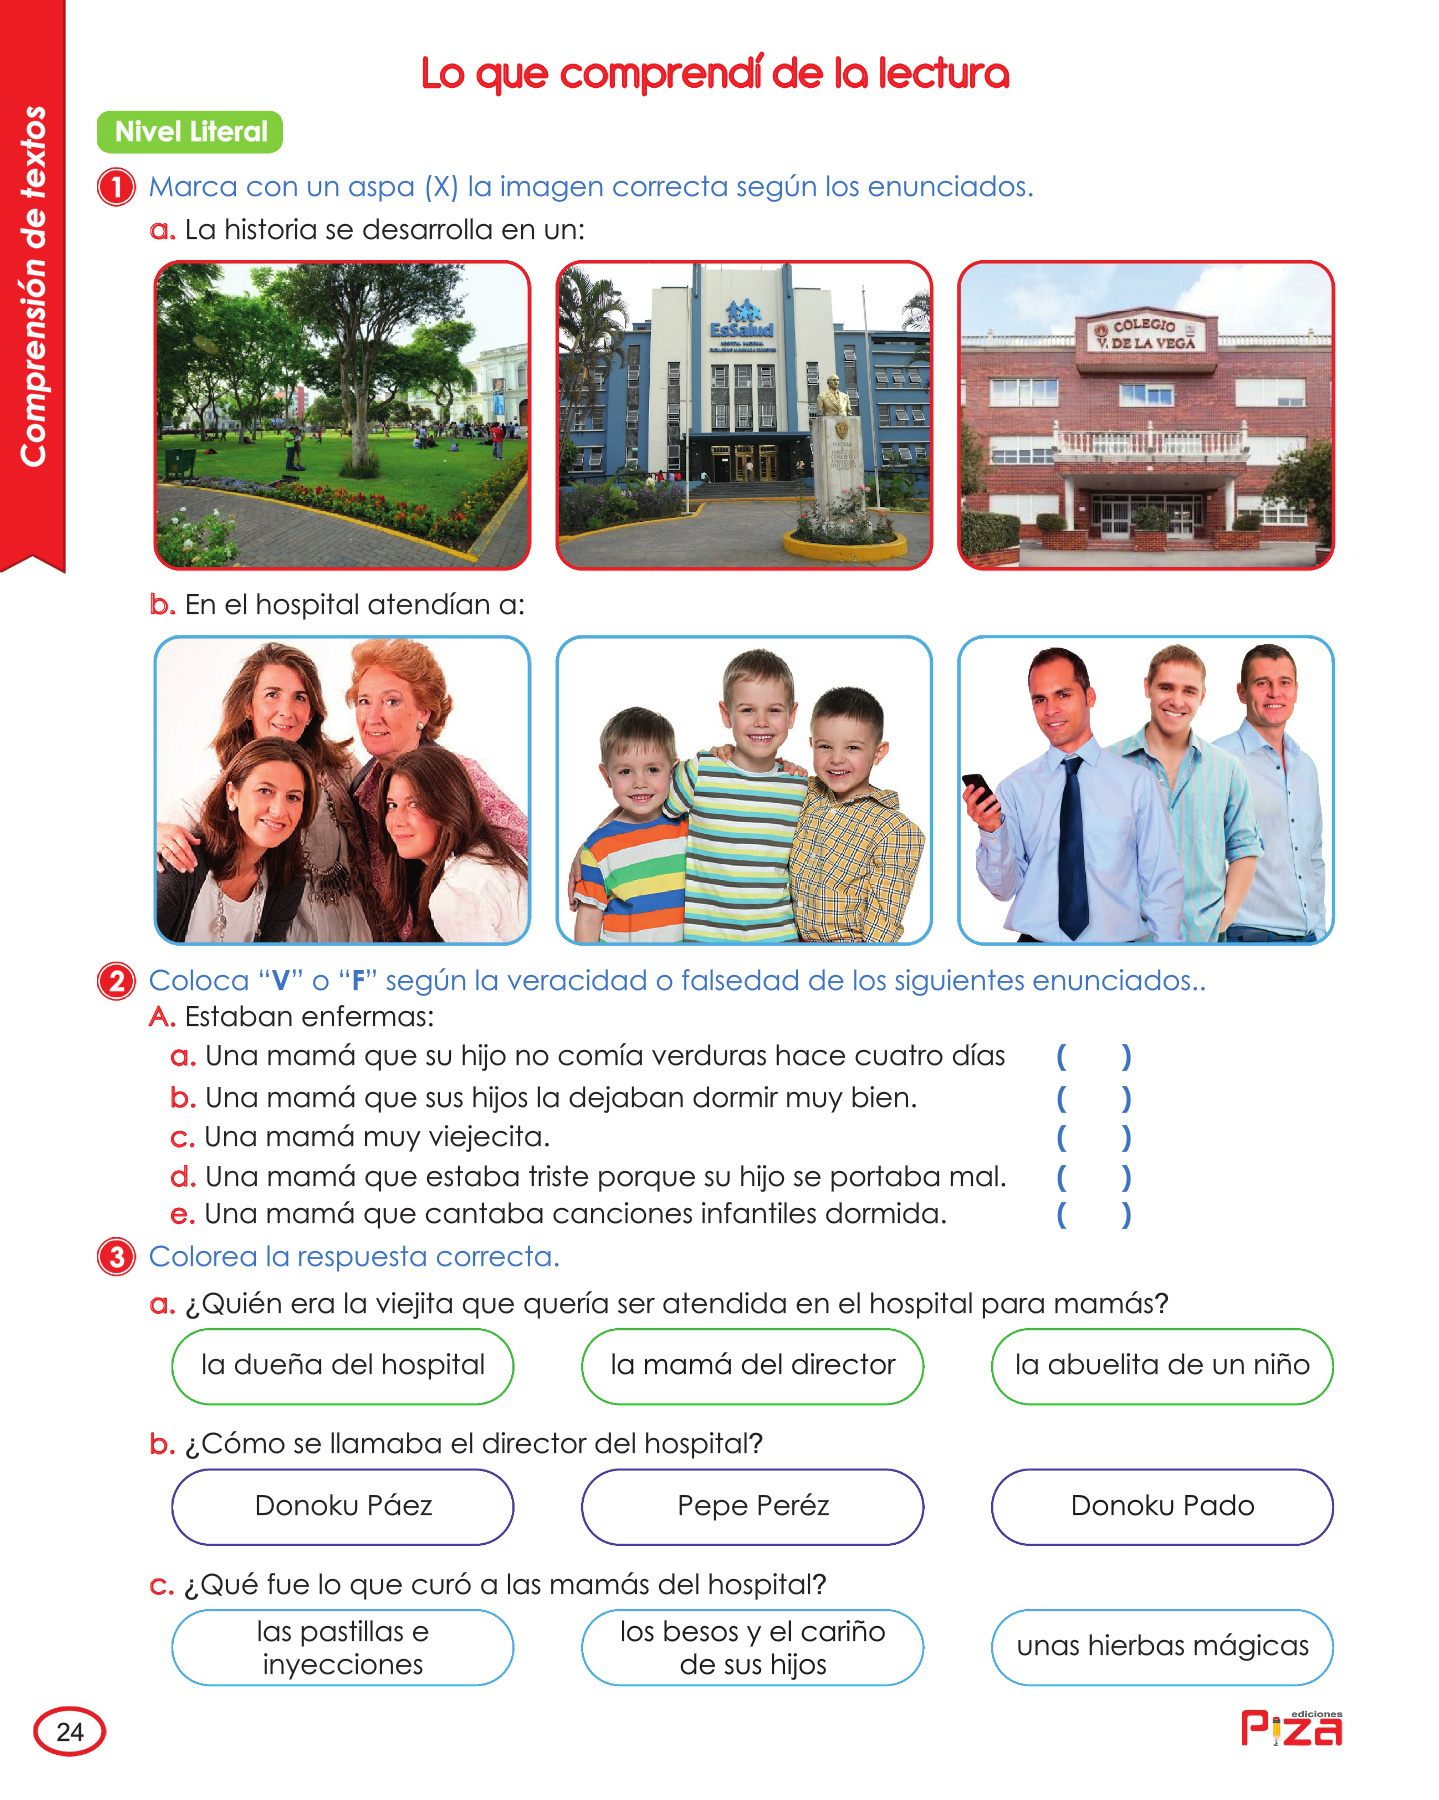 Comprensión de textos
Lo que comprendí de la lectura
Nivel Literal
1 Marca con un aspa (X) la imagen correcta según los enunciados.
a. La historia se desarrolla en un:
EsSalud
HOSPITAL NACIONAL
COLEGIO
V. DE LA VEGA
b. En el hospital atendían a:
2 Coloca “V” o “F” según la veracidad o falsedad de los siguientes enunciados..
A. Estaban enfermas:
a. Una mamá que su hijo no comía verduras hace cuatro días ( )
b. Una mamá que sus hijos la dejaban dormir muy bien. ( )
c. Una mamá muy viejecita. ( )
d. Una mamá que estaba triste porque su hijo se portaba mal. ( )
e. Una mamá que cantaba canciones infantiles dormida. ( )
3 Colorea la respuesta correcta.
a. ¿Quién era la viejita que quería ser atendida en el hospital para mamás?
la dueña del hospital
la mamá del director
la abuelita de un niño
b. ¿Cómo se llamaba el director del hospital?
Donoku Páez
Pepe Peréz
Donoku Pado
c. ¿Qué fue lo que curó a las mamás del hospital?
las pastillas e
inyecciones
los besos y el cariño
de sus hijos
unas hierbas mágicas
24
ediciones
Piza